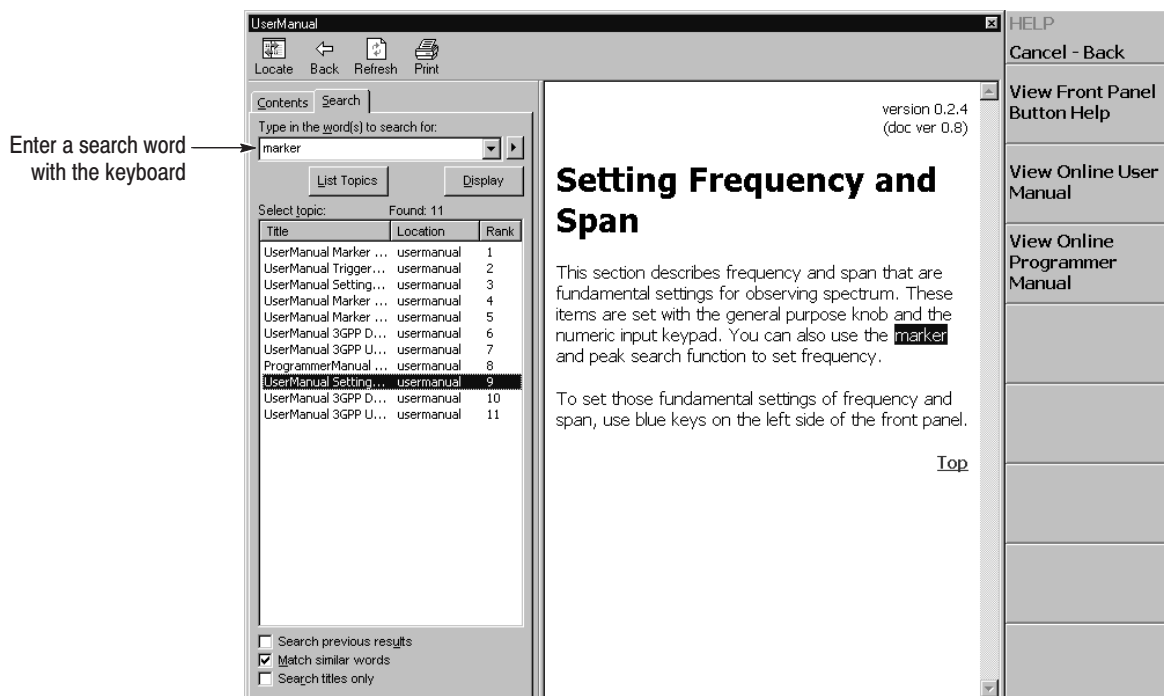 Enter a search word
with the keyboard
UserManual
Locate Back Refresh Print
Contents Search
Type in the word(s) to search for:
marker
List Topics Display
Select topic: Found: 11
Title Location Rank
UserManual Marker ... usermanual 1
UserManual Trigger... usermanual 2
UserManual Setting... usermanual 3
UserManual Marker ... usermanual 4
UserManual Marker ... usermanual 5
UserManual 3GPP D... usermanual 6
UserManual 3GPP U... usermanual 7
ProgrammerManual ... usermanual 8
UserManual Setting... usermanual 9
UserManual 3GPP D... usermanual 10
UserManual 3GPP U... usermanual 11
Search previous results
Match similar words
Search titles only
version 0.2.4
(doc ver 0.8)
Setting Frequency and
Span
This section describes frequency and span that are
fundamental settings for observing spectrum. These
items are set with the general purpose knob and the
numeric input keypad. You can also use the marker
and peak search function to set frequency.
To set those fundamental settings of frequency and
span, use blue keys on the left side of the front panel.
Top
HELP
Cancel - Back
View Front Panel
Button Help
View Online User
Manual
View Online
Programmer
Manual